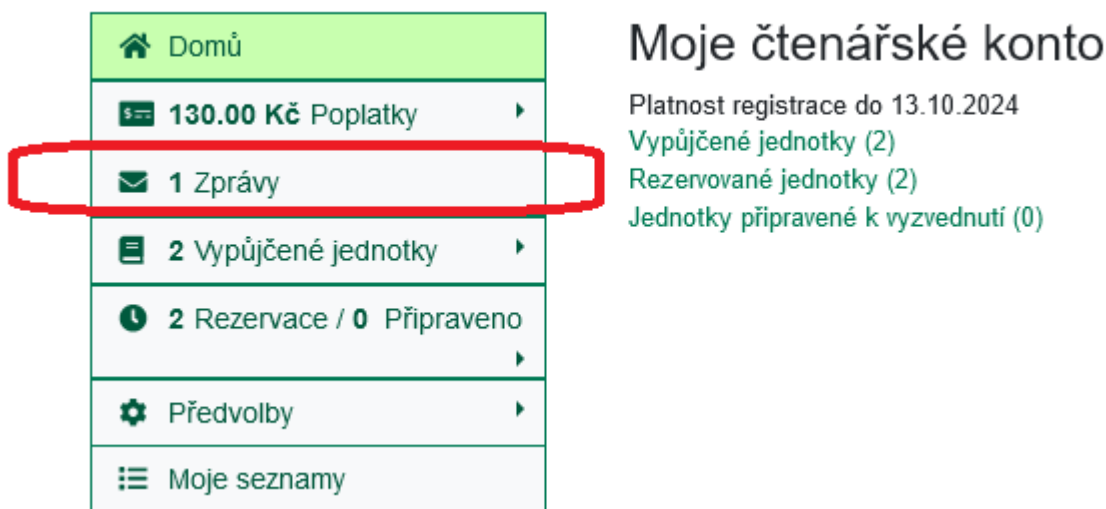 Domů
130.00 Kč Poplatky
1 Zprávy
2 Vypůjčené jednotky
2 Rezervace / 0 Připraveno
Předvolby
Moje seznamy
Moje čtenářské konto
Platnost registrace do 13.10.2024
Vypůjčené jednotky (2)
Rezervované jednotky (2)
Jednotky připravené k vyzvednutí (0)